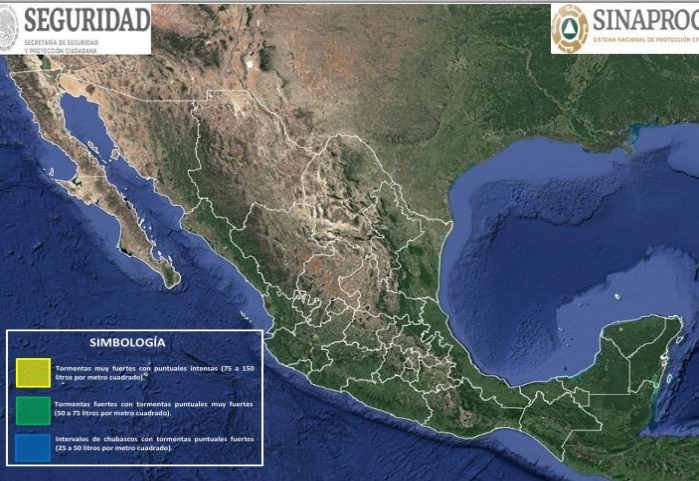 SEGURIDAD
SECRETARÍA DE SEGURIDAD
Y PROTECCIÓN CIUDADANA
SINAPROC
SISTEMA NACIONAL DE PROTECCIÓN CI
SIMBOLOGÍA
Tormentas muy fuertes con puntuales intensas (75 a 150
litros por metro cuadrado).
Tormentas fuertes con tormentas puntuales muy fuertes
(50 a 75 litros por metro cuadrado).
Intervalos de chubascos con tormentas puntuales fuertes
(25 a 50 litros por metro cuadrado).